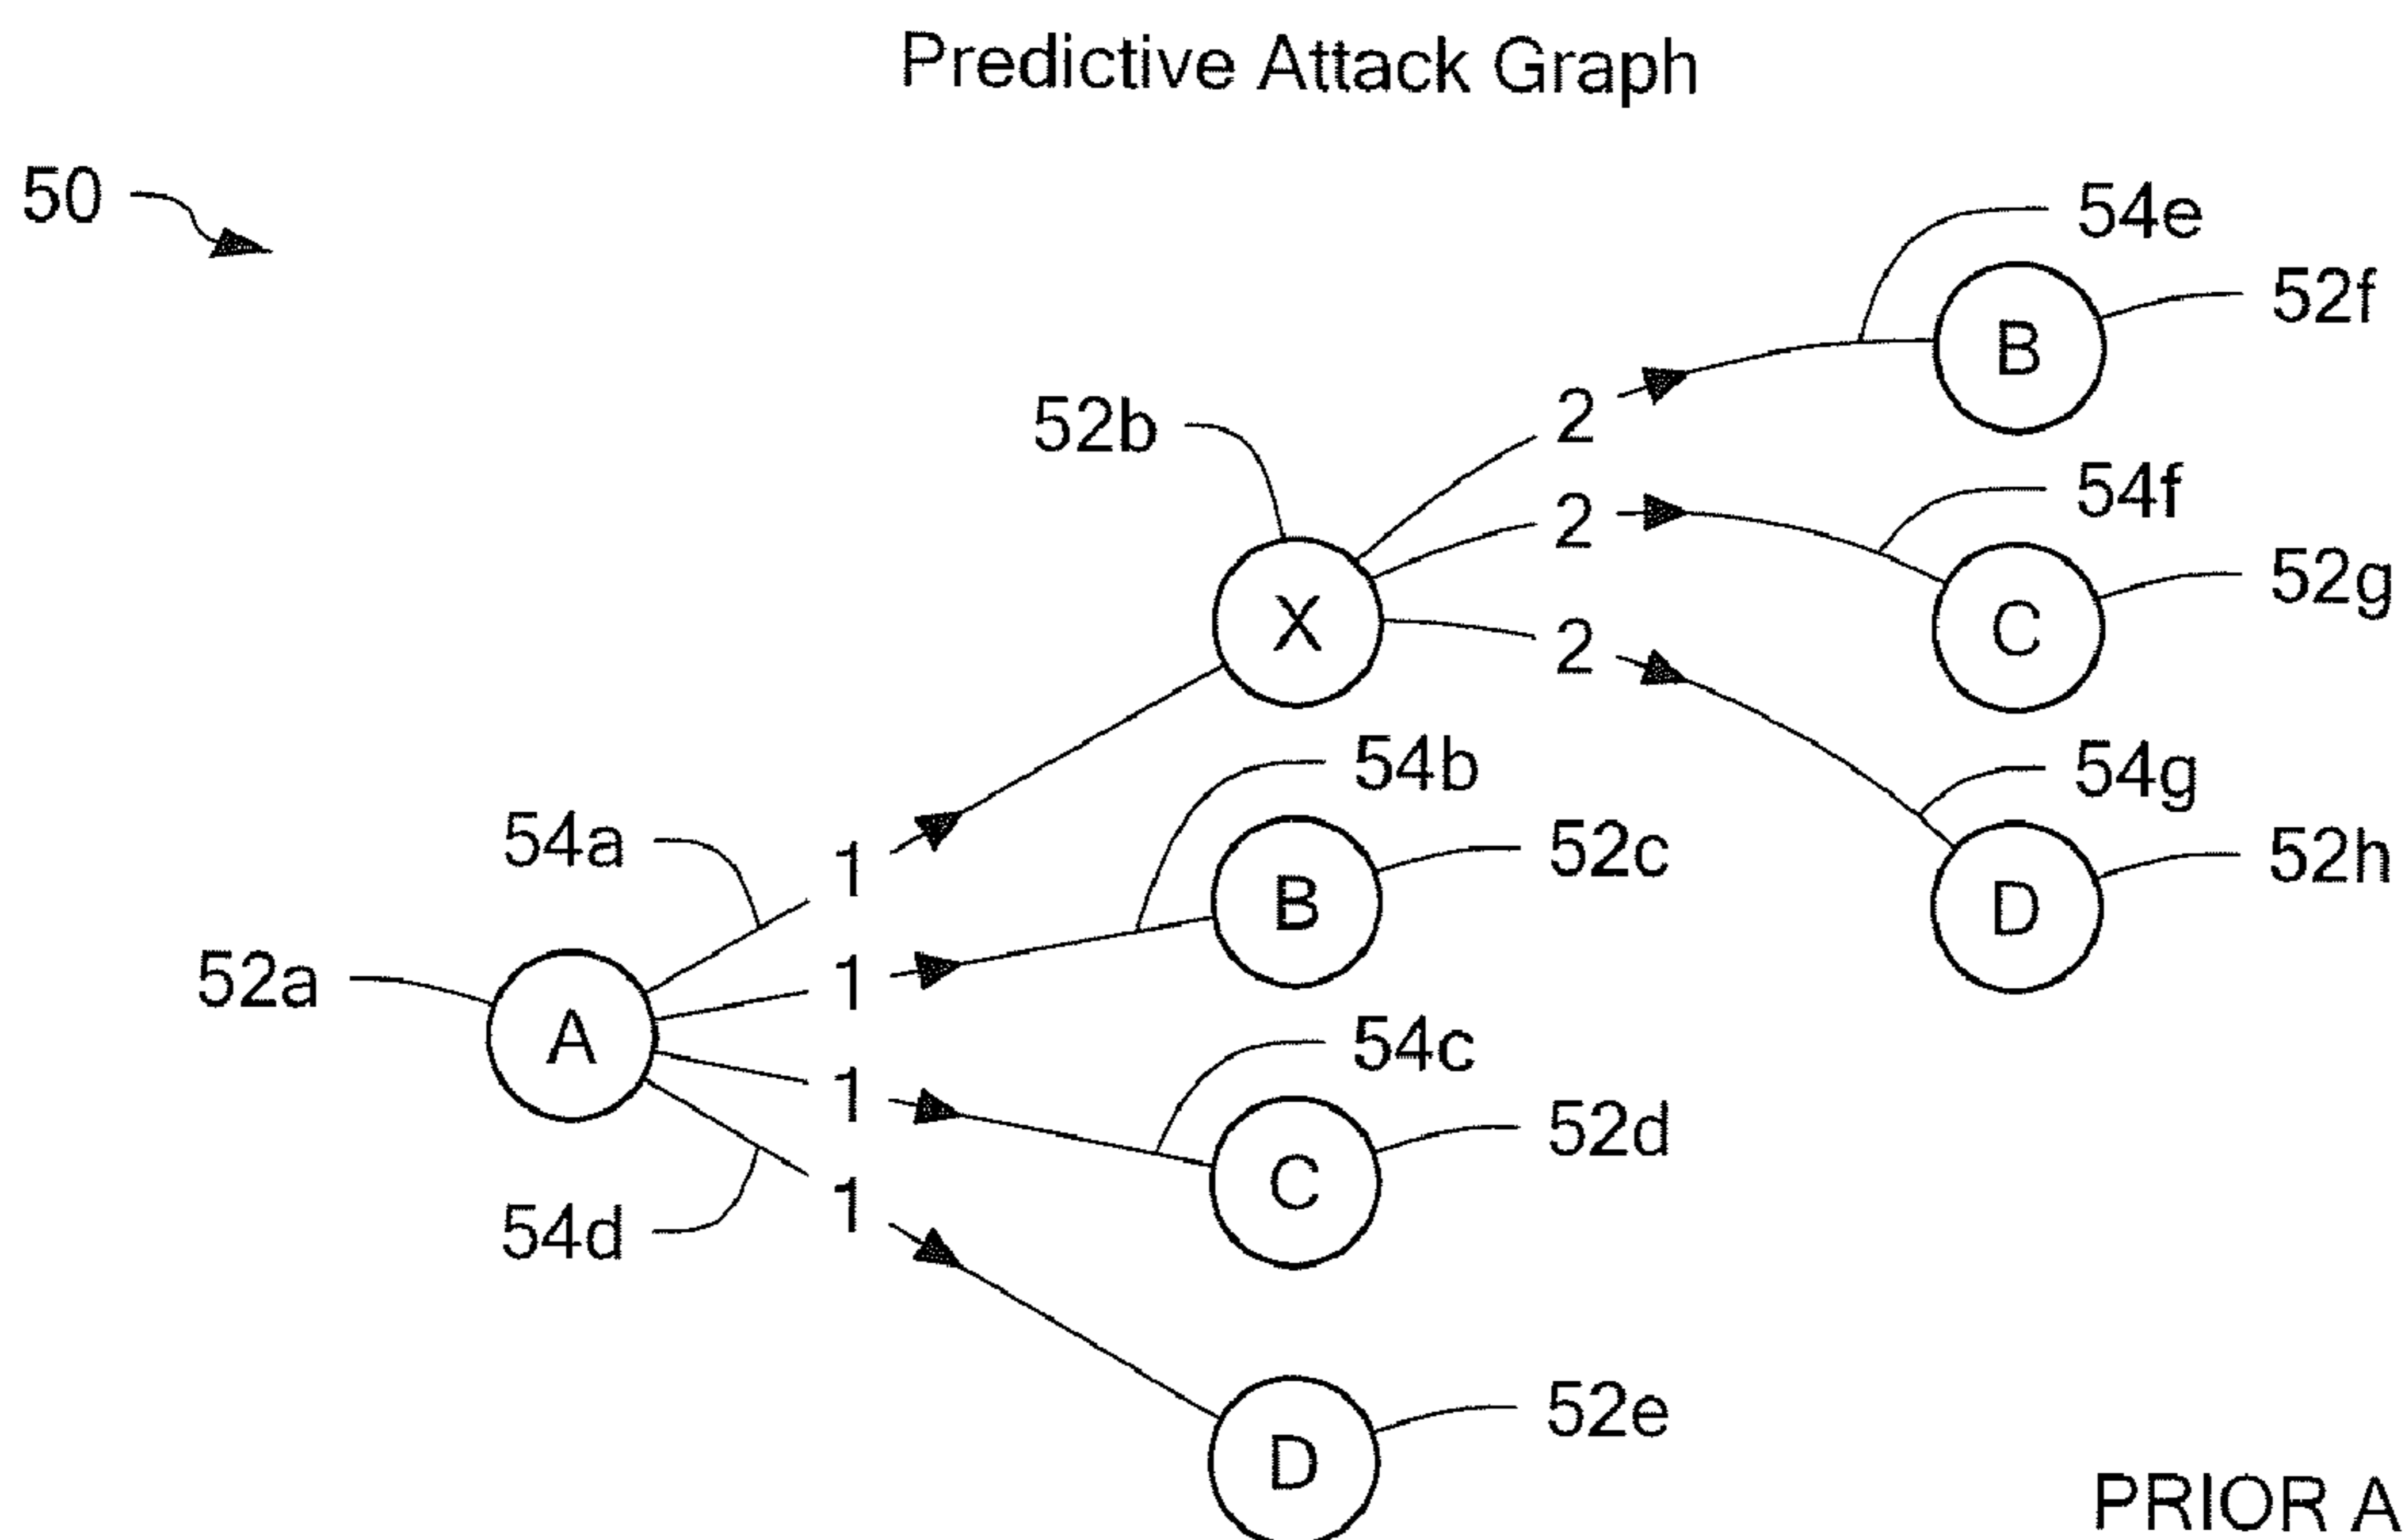 Predictive Attack Graph
50
54e
52f
B
2
52b
54f
2
52g
X
C
2
54b
54g
54a
52c
52h
1
B
D
52a
1
A
54c
1
52d
C
54d
1
52e
D
PRIOR A